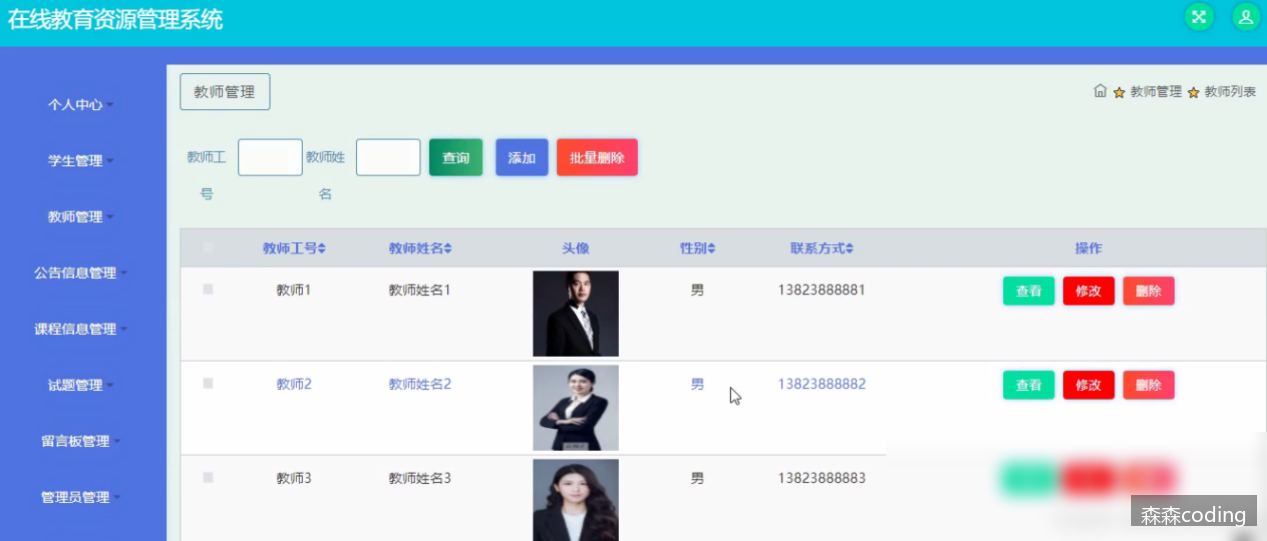 在线教育资源管理系统
个人中心
学生管理
教师管理
公告信息管理
课程信息管理
试题管理
留言板管理
管理员管理
教师管理
教师管理 教师列表
教师工号 教师姓名 查询 添加 批量删除
教师工号 教师姓名 头像 性别 联系方式 操作
教师1 教师姓名1 男 13823888881 查看 修改 删除
教师2 教师姓名2 男 13823888882 查看 修改 删除
教师3 教师姓名3 男 13823888883
森森coding